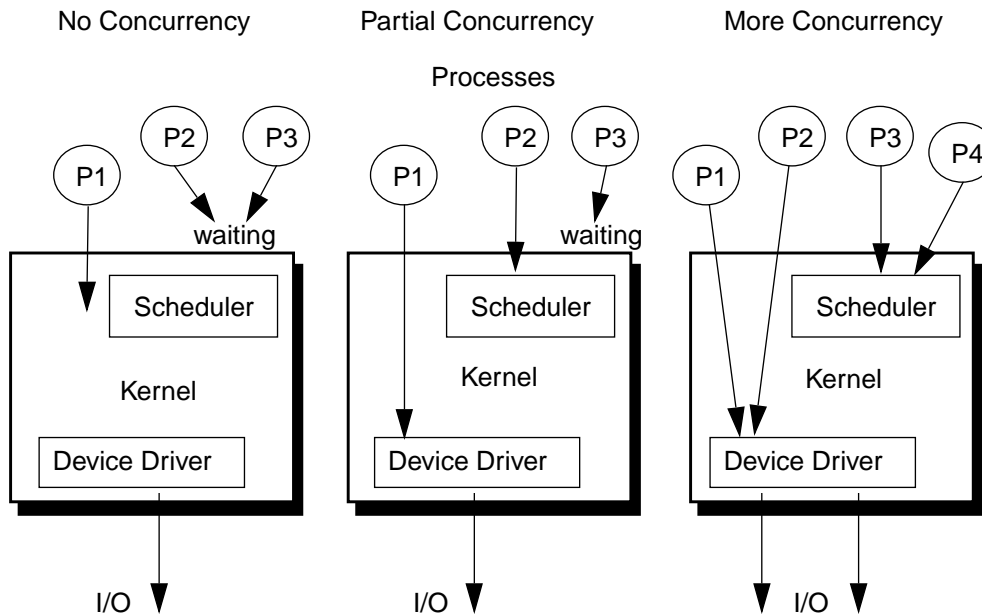 No Concurrency
Partial Concurrency
More Concurrency
Processes
P1
P2
P3
waiting
Scheduler
Kernel
Device Driver
I/O
P1
P2
P3
waiting
Scheduler
Kernel
Device Driver
I/O
P1
P2
P3
P4
Scheduler
Kernel
Device Driver
I/O